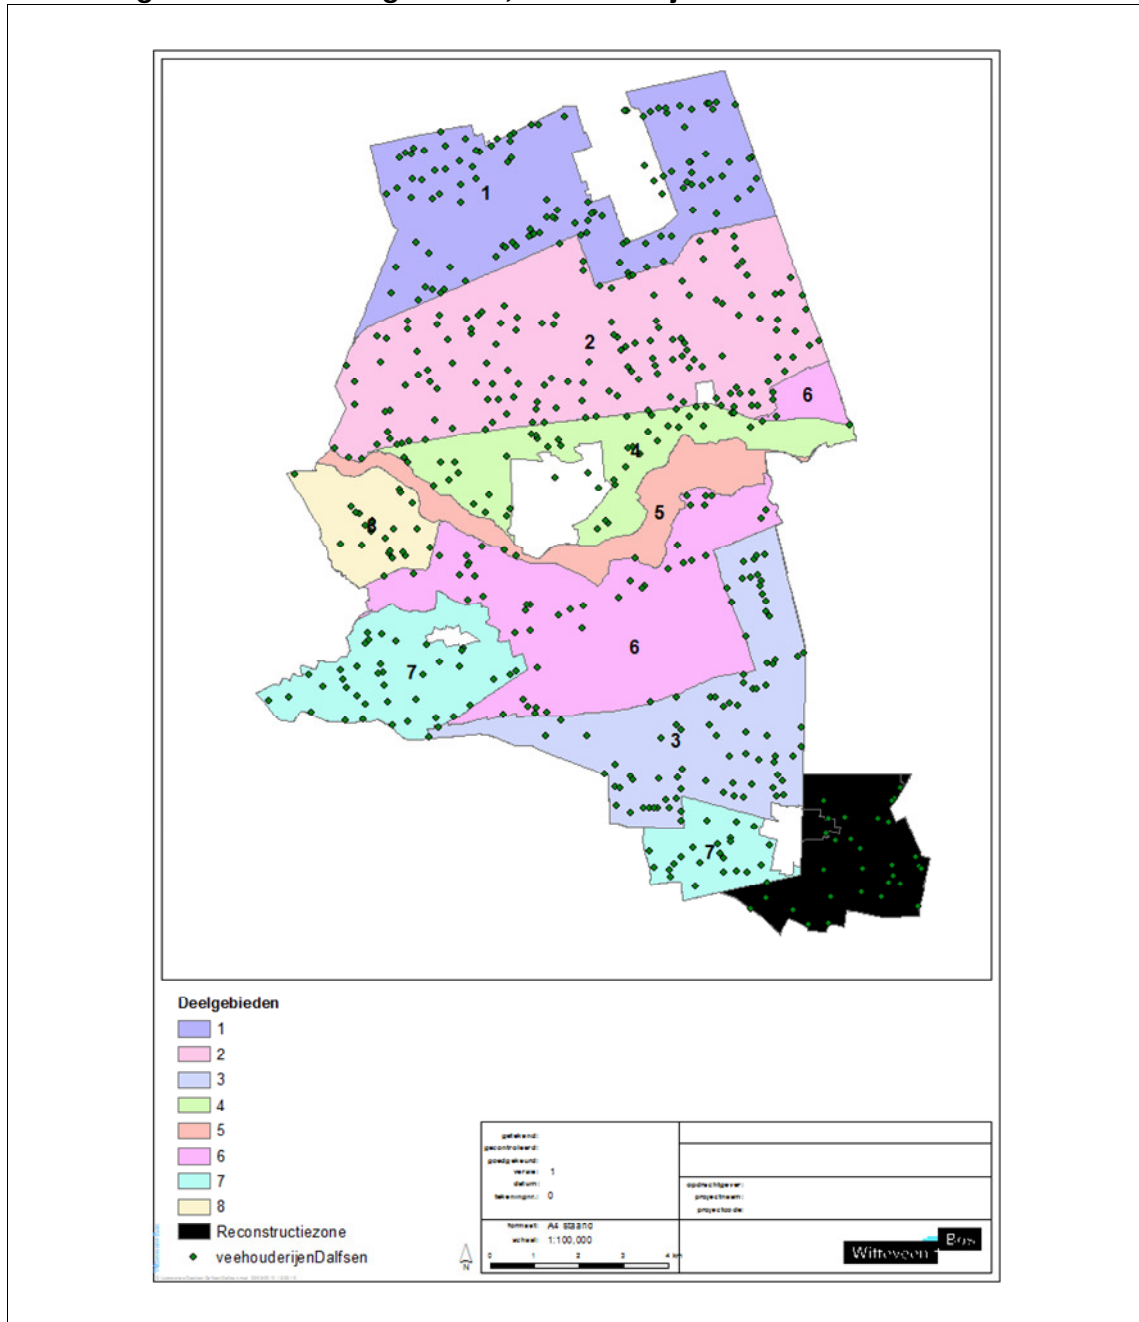 1
2
6
4
5
8
6
7
3
7
Deelgebieden
1
2
3
4
5
6
7
8
Reconstructiezone
veehouderijenDalfsen
N
getekend:
gecontroleerd:
goedgekeurd:
versie: 1
datum:
tekeningnr.: 0
opdrachtgever:
projectnaam:
projectcode:
formaat: A4 staand
schaal: 1:100,000
0 1 2 3 4 km
Witteveen
Bos